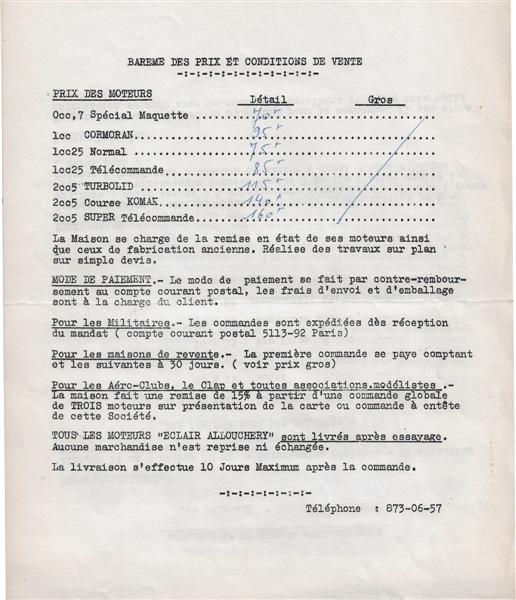 BAREME DES PRIX ET CONDITIONS DE VENTE
-:-:-:-:-:-:-:-:-:-:-:-:-
PRIX DES MOTEURS
Détail Gros
0cc,7 Spécial Maquette 70F
1cc CORMORAN 95F
1cc25 Normal 75F
1cc25 Télécommande 85F
2cc5 TURBOLID 115F
2cc5 Course KOMAK 140F
2cc5 SUPER Télécommande 160F
La Maison se charge de la remise en état de ses moteurs ainsi
que ceux de fabrication ancienne. Réalise des travaux sur plan
sur simple devis.
MODE DE PAIEMENT.- Le mode de paiement se fait par contre-rembour-
sement au compte courant postal, les frais d'envoi et d'emballage
sont à la charge du client.
Pour les Militaires.- Les commandes sont expédiées dès réception
du mandat ( compte courant postal 5113-92 Paris)
Pour les maisons de revente.- La première commande se paye comptant
et les suivantes à 30 jours. ( voir prix gros)
Pour les Aéro-Clubs, le Clap et toutes associations.modélistes .-
La maison fait une remise de 15% à partir d'une commande globale
de TROIS moteurs sur présentation de la carte ou commande à entête
de cette Société.
TOUS LES MOTEURS "ECLAIR ALLOUCHERY" sont livrés après essayage.
Aucune marchandise n'est reprise ni échangée.
La livraison s'effectue 10 Jours Maximum après la commande.
-:-:-:-:-:-:-:-:-
Téléphone : 873-06-57